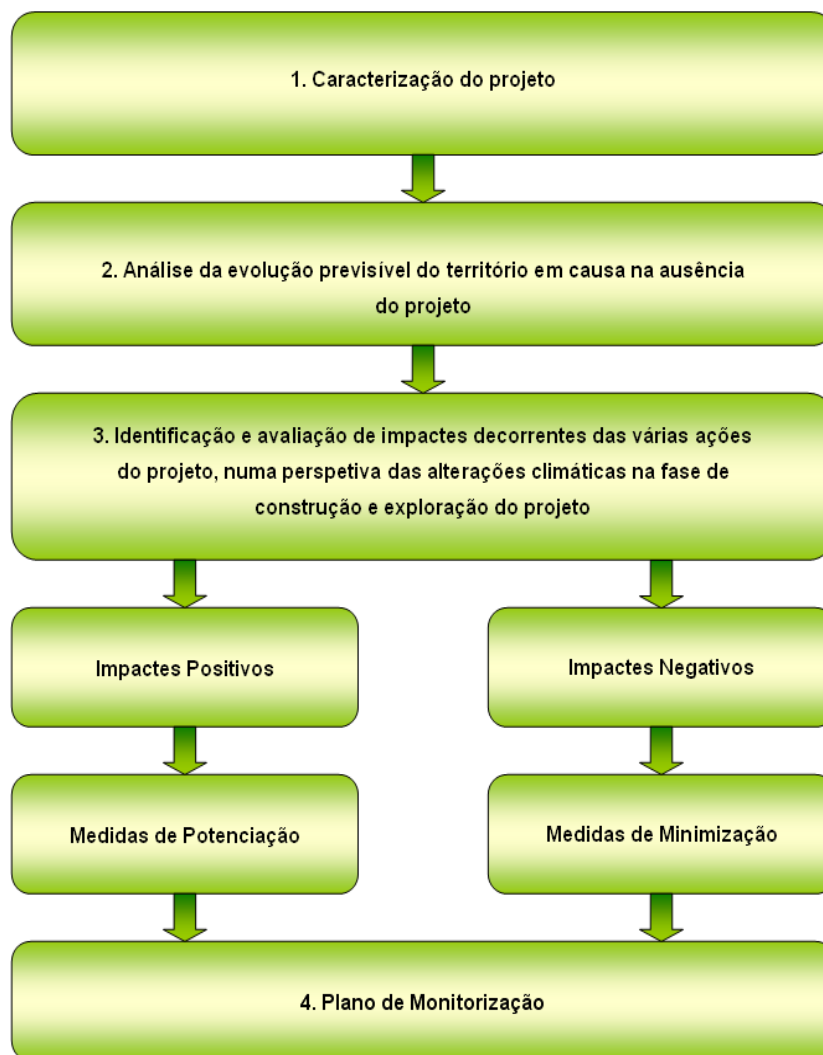 1. Caracterização do projeto
2. Análise da evolução previsível do território em causa na ausência
do projeto
3. Identificação e avaliação de impactes decorrentes das várias ações
do projeto, numa perspetiva das alterações climáticas na fase de
construção e exploração do projeto
Impactes Positivos
Impactes Negativos
Medidas de Potenciação
Medidas de Minimização
4. Plano de Monitorização